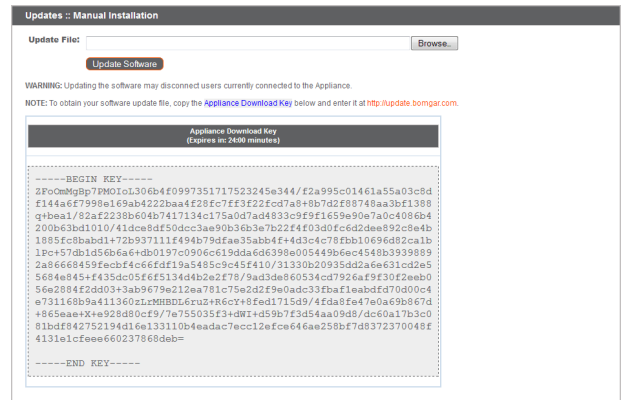 Updates :: Manual Installation
Update File:
Browse..
Update Software
WARNING: Updating the software may disconned users currently connected to the Appliance.
NOTE: To obtain your software update file, copy the Appliance Download Key below and enter it at http://update.bomgar.com.
Appliance Download Key
(Expires in: 24:00 minutes)
-----BEGIN KEY-----
ZFoOmMgBp7PMOIoL306b4f0997351717523245e344/f2a995c01461a55a03c8d
f144a6f7998e169ab4222baa4f28fc7ff3f22fcd7a8+8b7d2f88748aa3bf1388
q+bea1/82af2238b604b7417134c175a0d7ad4833c9f9f1659e90e7a0c4086b4
200b63bd1010/41dce8df50dcc3ae90b36b3e7b22f4f03d0fc6d2dee892c8e4b
1885fc8babd1+72b937111f494b79dfae35abb4f+4d3c4c78fbb10696d82ca1b
1Pc+57db1d56b6a6+db0197c0906c619dda6d6398e005449b6ec4548b3939889
2a86668459fecbf4c66fdf19a5485c9c45f410/31330b20935dd2a6e631cd2e5
5684e845+f435dc05f6f5134d4b2e2f78/9ad3de860534cd7926af9f30f2eeb0
56e2884f2dd03+3ab9679e212ea781c75e2d2f9e0adc33fbaf1eabdfd70d00c4
e731168b9a411360zLrMHBDL6ruZ+R6cY+8fed1715d9/4fda8fe47e0a69b867d
+865eae+X+e928d80cf9/7e755035f3+dWI+d59b7f3d54aa09d8/dc60a17b3c0
81bdf842752194d16e133110b4eadac7ecc12efce646ae258bf7d8372370048f
4131e1cfeee660237868deb=
-----END KEY-----